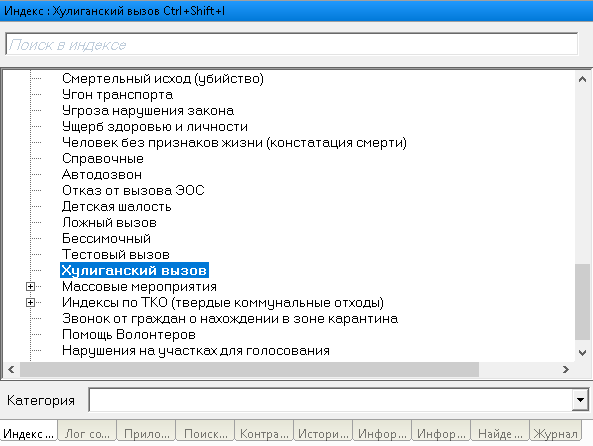 Индекс : Хулиганский вызов Ctrl+Shift+I
Поиск в индексе
Смертельный исход (убийство)
Угон транспорта
Угроза нарушения закона
Ущерб здоровью и личности
Человек без признаков жизни (констатация смерти)
Справочные
Автодозвон
Отказ от вызова ЭОС
Детская шалость
Ложный вызов
Бессимочный
Тестовый вызов
Хулиганский вызов
Массовые мероприятия
Индексы по ТКО (твердые коммунальные отходы)
Звонок от граждан о нахождении в зоне карантина
Помощь Волонтеров
Нарушения на участках для голосования
Категория
Индекс ... Лог со... Прило... Поиск... Контра... Истори... Инфор... Инфор... Найде ... Журнал